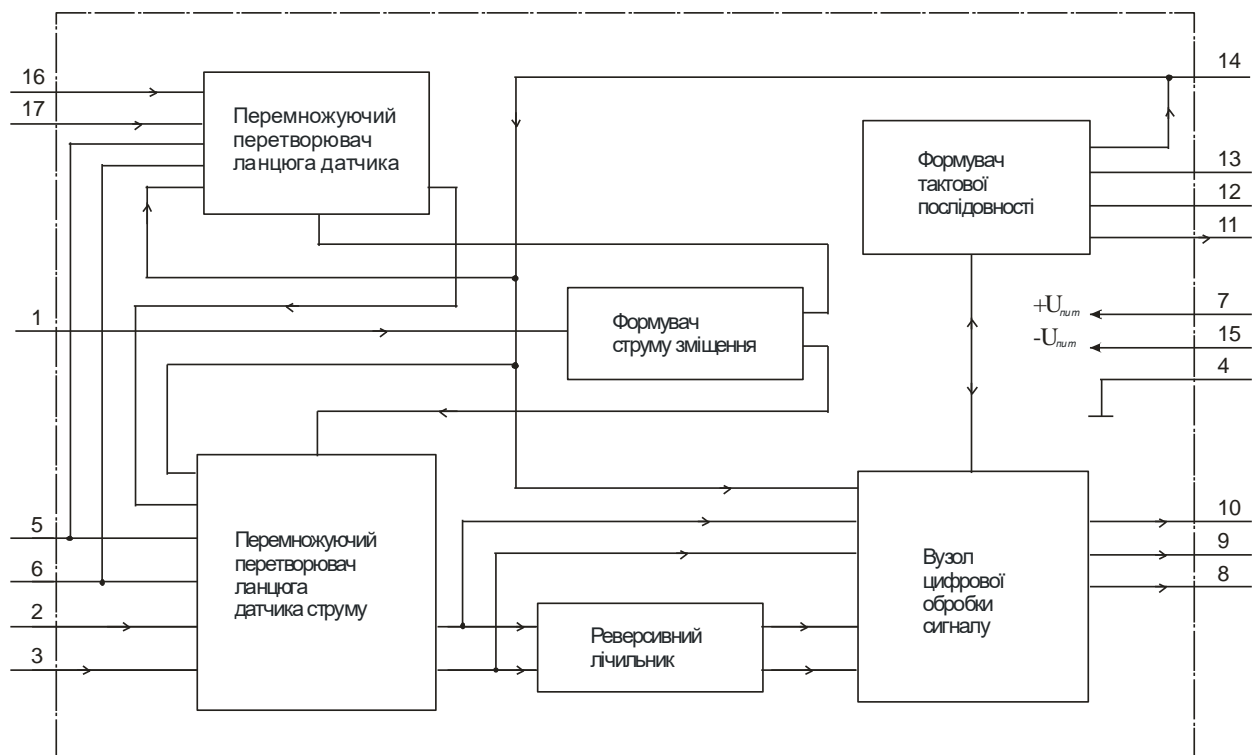 16
17
Перемножуючий
перетворювач
ланцюга датчика
14
Формувач
тактової
послідовності
13
12
11
1
Формувач
струму зміщення
+Uпит
7
-Uпит
15
4
5
6
2
3
Перемножуючий
перетворювач
ланцюга
датчика струму
Реверсивний
лічильник
Вузол
цифрової
обробки
сигналу
10
9
8